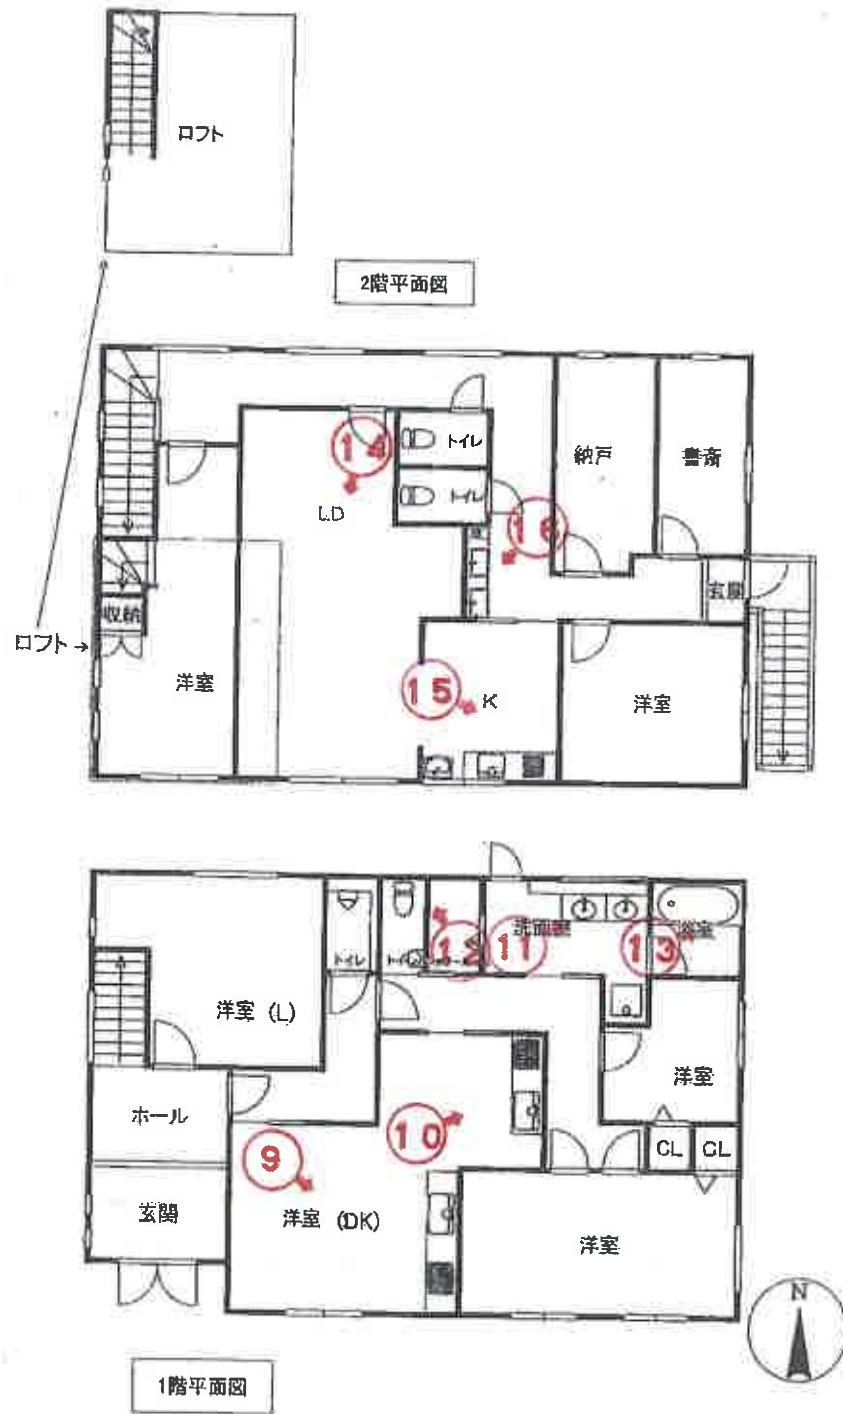 ロフト
2階平面図
14
トイレ
トイレ
LD
納戸
書斎
16
玄関
収納
ロフト→
洋室
15
K
洋室
洗面室
浴室
12
11
13
トイレ
洋室 (L)
洋室
ホール
10
9
CL
CL
玄関
洋室 (DK)
洋室
N
1階平面図